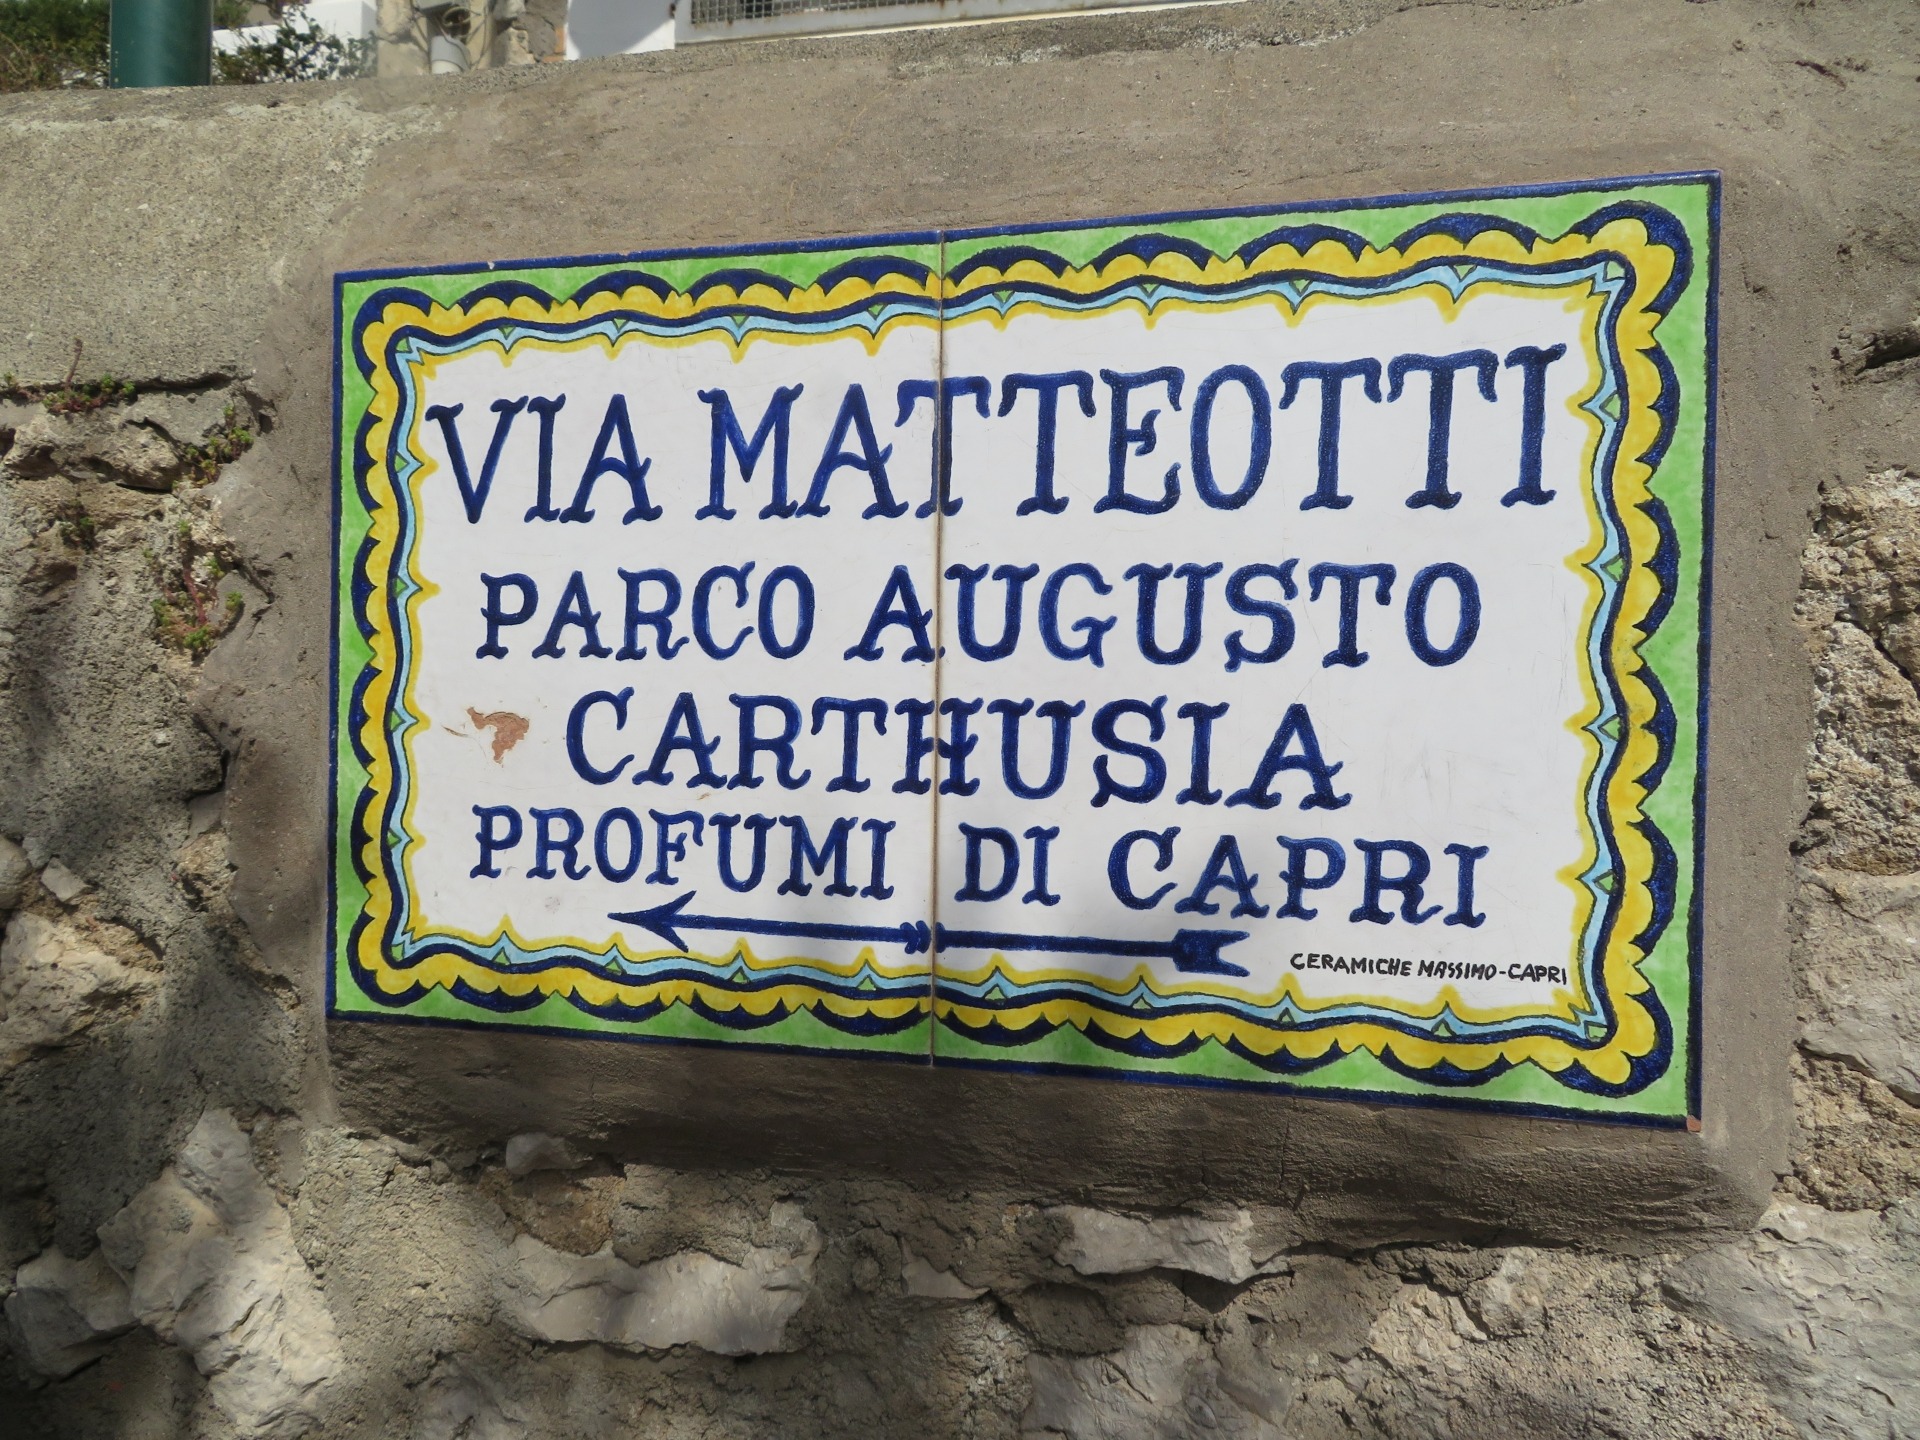 VIA MATTEOTTI
PARCO AUGUSTO
CARTHUSIA
PROFUMI DI CAPRI
CERAMICHE MASSIMO-CAPRI